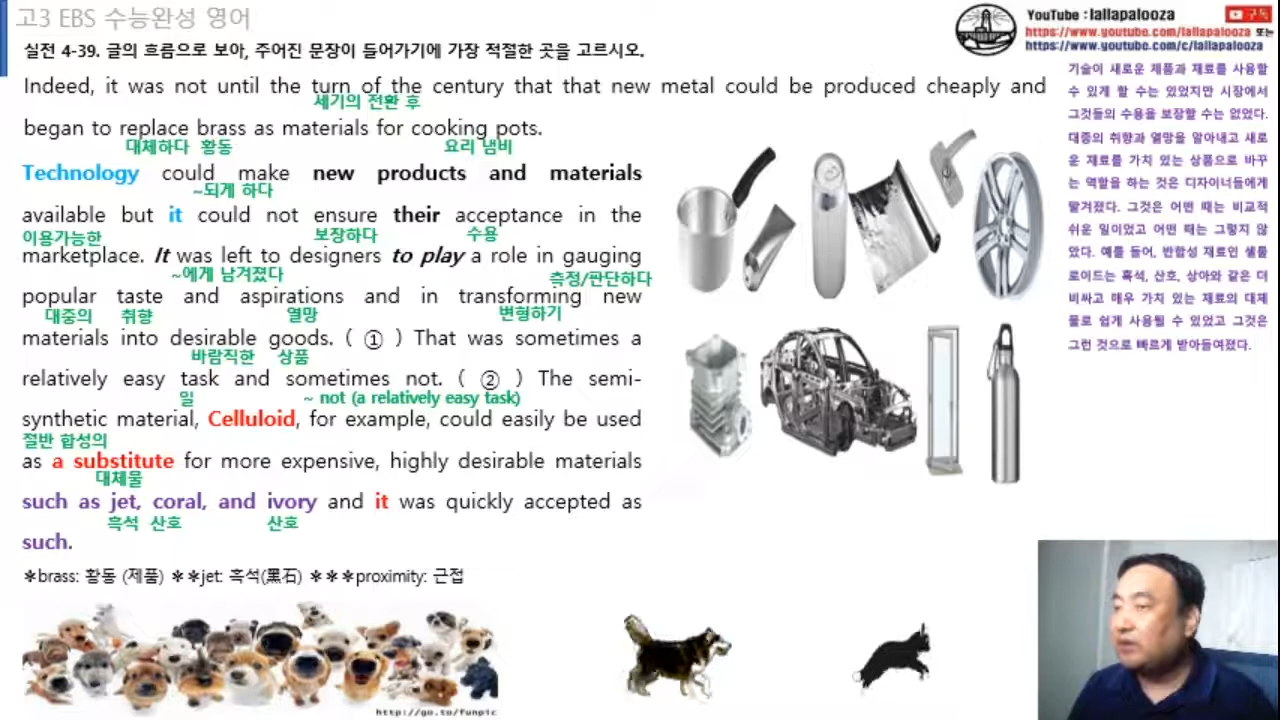 고3 EBS 수능완성 영어
YouTube : lallapalooza
구독
https://www.youtube.com/lallapalooza 또는
https://www.youtube.com/c/lallapalooza
실전 4-39. 글의 흐름으로 보아, 주어진 문장이 들어가기에 가장 적절한 곳을 고르시오.
Indeed, it was not until the turn of the century that that new metal could be produced cheaply and
세기의 전환 후
began to replace brass as materials for cooking pots.
대체하다 황동 요리 냄비
Technology could make new products and materials
~되게 하다
available but it could not ensure their acceptance in the
이용가능한 보장하다 수용
marketplace. It was left to designers to play a role in gauging
~에게 남겨졌다 측정/판단하다
popular taste and aspirations and in transforming new
대중의 취향 열망 변형하기
materials into desirable goods. ( ① ) That was sometimes a
바람직한 상품
relatively easy task and sometimes not. ( ② ) The semi-
일 ~ not (a relatively easy task)
synthetic material, Celluloid, for example, could easily be used
절반 합성의
as a substitute for more expensive, highly desirable materials
대체물
such as jet, coral, and ivory and it was quickly accepted as
흑석 산호 산호
such.
∗brass: 황동 (제품) ∗∗jet: 흑석(黑石) ∗∗∗proximity: 근접
기술이 새로운 제품과 재료를 사용할
수 있게 할 수는 있었지만 시장에서
그것들의 수용을 보장할 수는 없었다.
대중의 취향과 열망을 알아내고 새로
운 재료를 가치 있는 상품으로 바꾸
는 역할을 하는 것은 디자이너들에게
맡겨졌다. 그것은 어떤 때는 비교적
쉬운 일이었고 어떤 때는 그렇지 않
았다. 예를 들어, 반합성 재료인 셀룰
로이드는 흑석, 산호, 상아와 같은 더
비싸고 매우 가치 있는 재료의 대체
물로 쉽게 사용될 수 있었고 그것은
그런 것으로 빠르게 받아들여졌다.
http://go.to/funpic